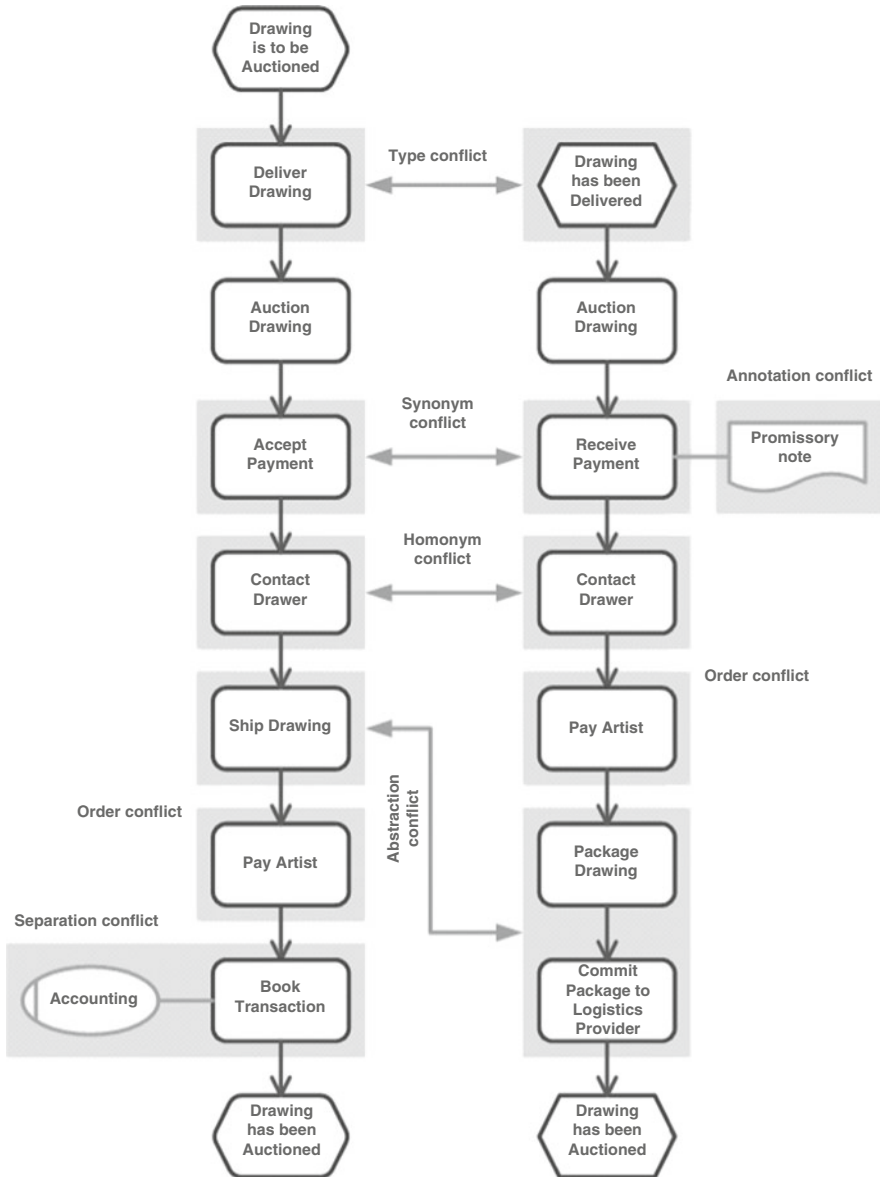 Drawing
is to be
Auctioned
Deliver
Drawing
Type conflict
Drawing
has been
Delivered
Auction
Drawing
Auction
Drawing
Annotation conflict
Accept
Payment
Synonym
conflict
Receive
Payment
Promissory
note
Contact
Drawer
Homonym
conflict
Contact
Drawer
Order conflict
Ship Drawing
Pay Artist
Abstraction
conflict
Order conflict
Pay Artist
Package
Drawing
Separation conflict
Accounting
Book
Transaction
Commit
Package to
Logistics
Provider
Drawing
has been
Auctioned
Drawing
has been
Auctioned